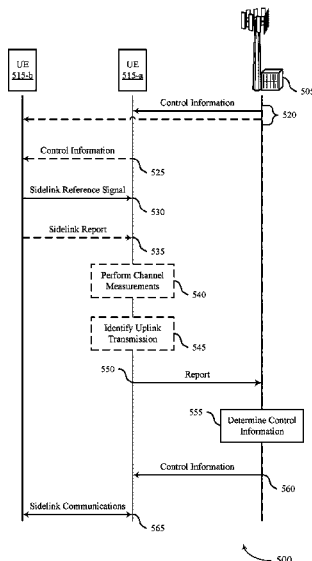 UE
515-b
UE
515-a
505
Control Information
520
Control Information
525
Sidelink Reference Signal
530
Sidelink Report
535
Perform Channel
Measurements
540
Identify Uplink
Transmission
545
550
Report
555
Determine Control
Information
Control Information
560
Sidelink Communications
565
500